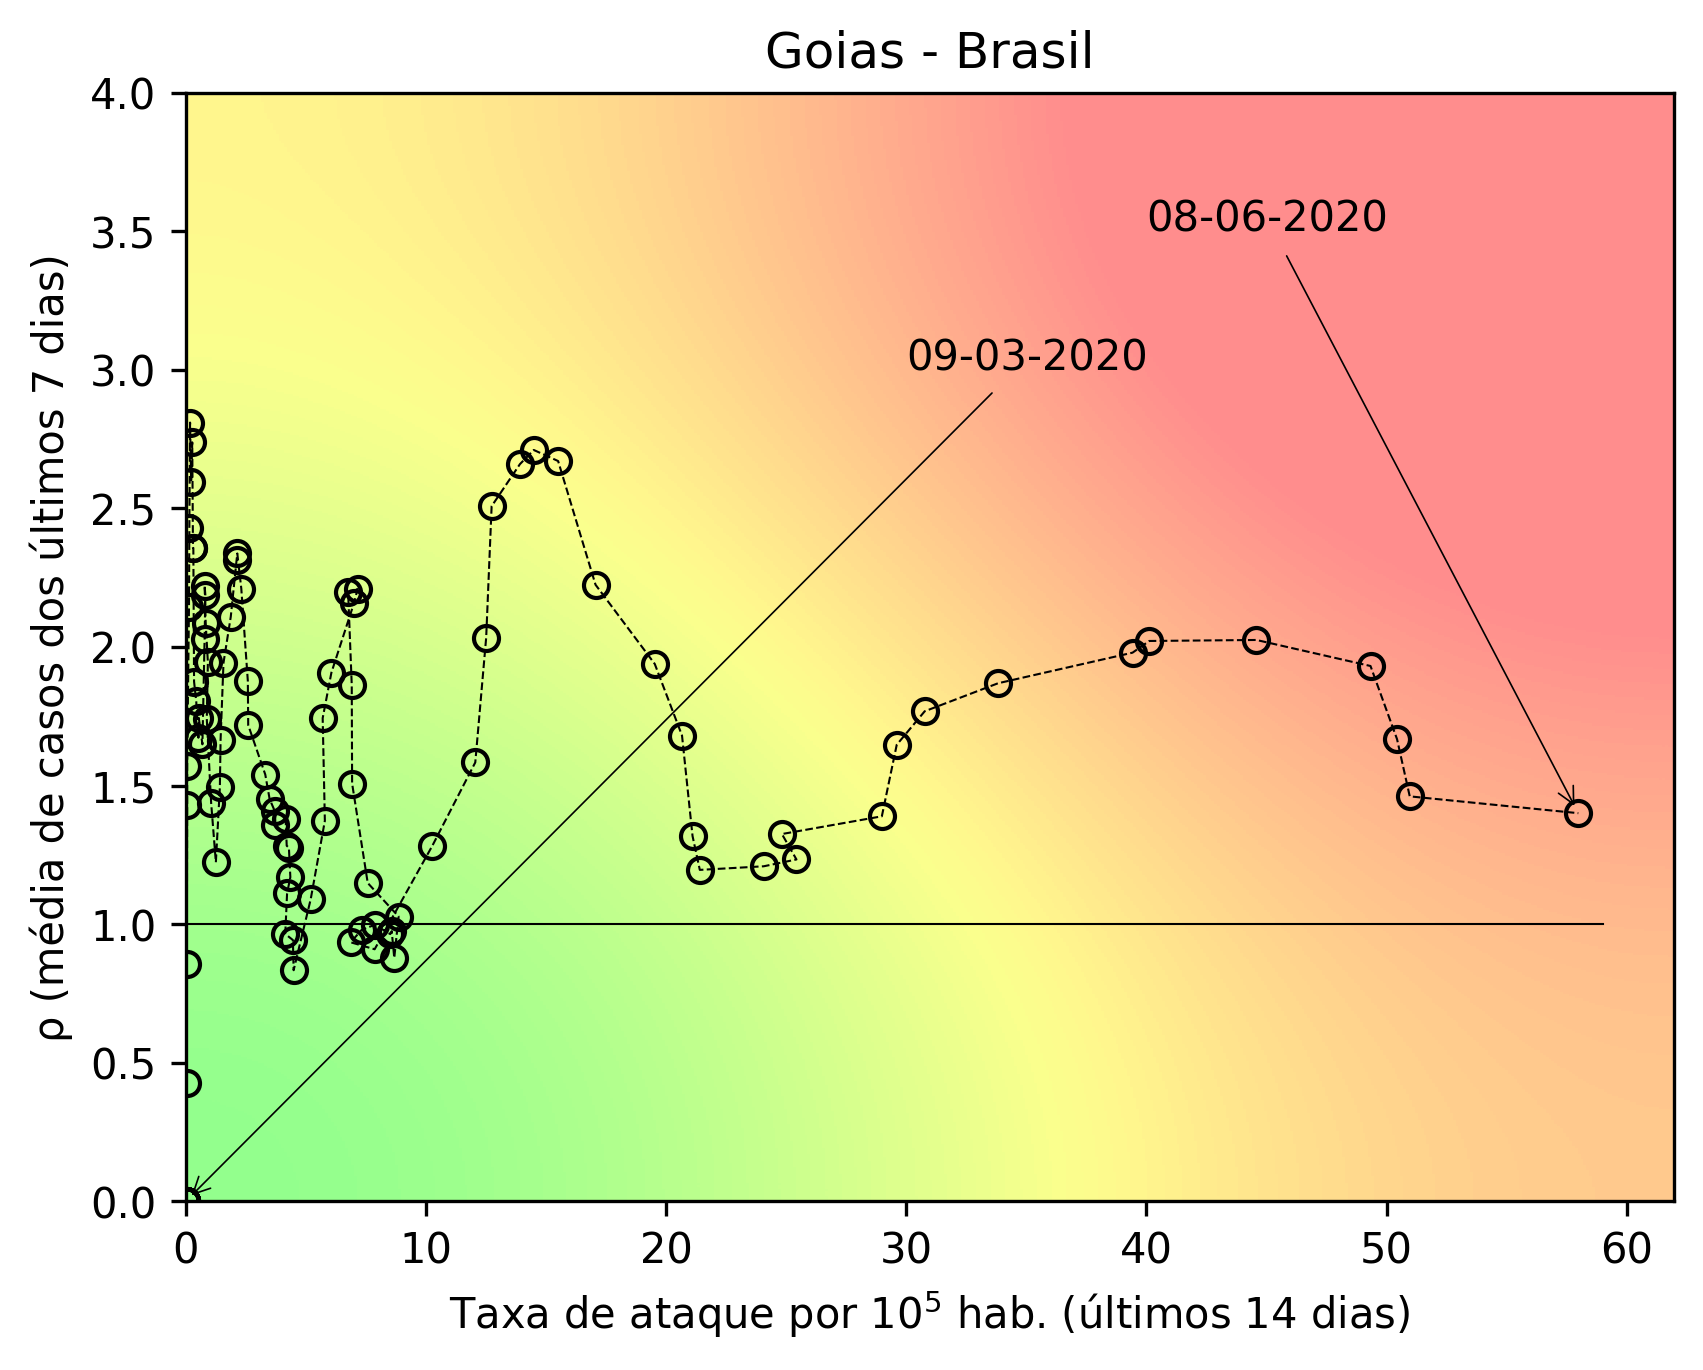 Goias - Brasil
4.0
3.5
3.0
2.5
2.0
1.5
1.0
0.5
0.0
ρ (média de casos dos últimos 7 dias)
08-06-2020
09-03-2020
0 10 20 30 40 50 60
Taxa de ataque por 10⁵ hab. (últimos 14 dias)